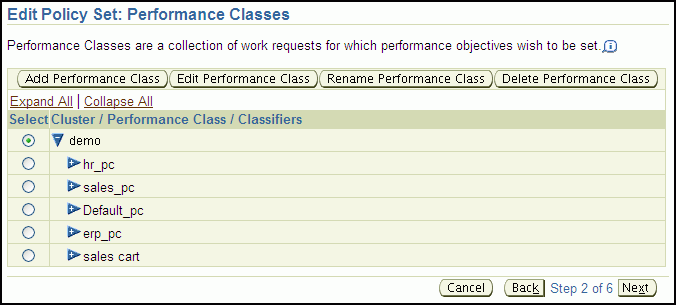 Edit Policy Set: Performance Classes
Performance Classes are a collection of work requests for which performance objectives wish to be set.
Add Performance Class Edit Performance Class Rename Performance Class Delete Performance Class
Expand All | Collapse All
Select Cluster / Performance Class / Classifiers
demo
hr_pc
sales_pc
Default_pc
erp_pc
sales cart
Cancel Back Step 2 of 6 Next